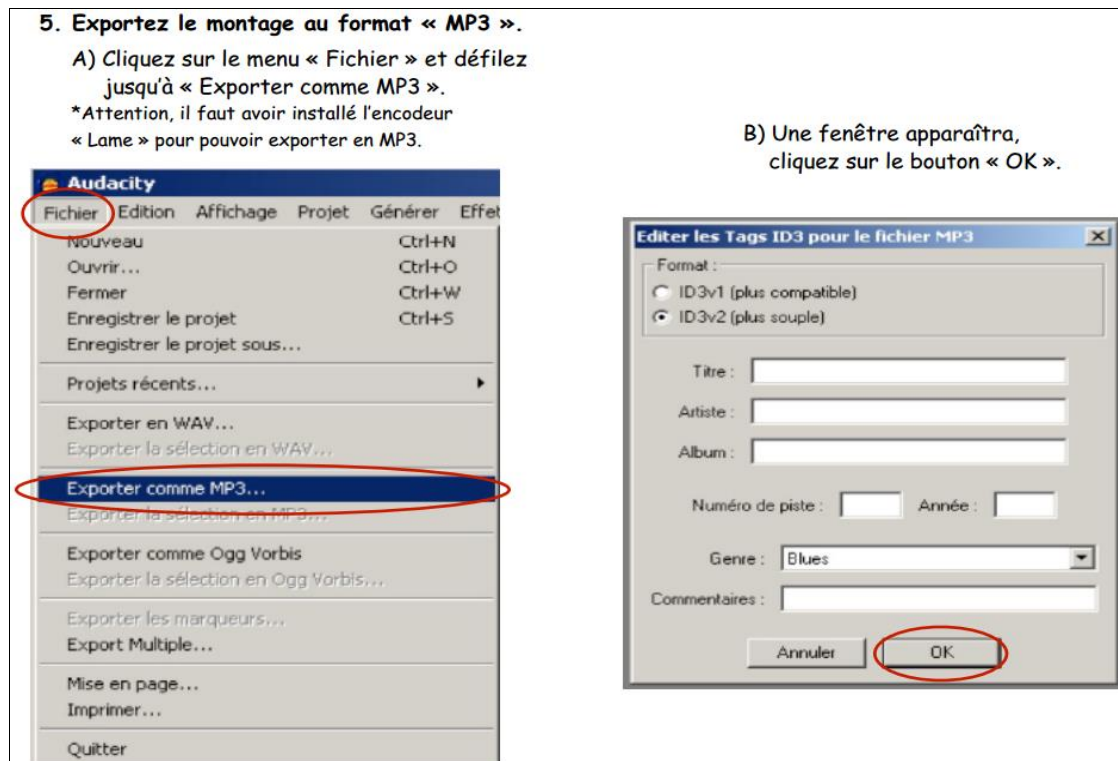 5. Exportez le montage au format « MP3 ».
A) Cliquez sur le menu « Fichier » et défilez
jusqu’à « Exporter comme MP3 ».
*Attention, il faut avoir installé l’encodeur
« Lame » pour pouvoir exporter en MP3.
Audacity
Fichier Edition Affichage Projet Générer Effet
Nouveau Ctrl+N
Ouvrir... Ctrl+O
Fermer Ctrl+W
Enregistrer le projet Ctrl+S
Enregistrer le projet sous...
Projets récents...
Exporter en WAV...
Exporter la sélection en WAV...
Exporter comme MP3...
Exporter la sélection en MP3...
Exporter comme Ogg Vorbis
Exporter la sélection en Ogg Vorbis...
Exporter les marqueurs...
Export Multiple...
Mise en page...
Imprimer...
Quitter
B) Une fenêtre apparaîtra,
cliquez sur le bouton « OK ».
Editer les Tags ID3 pour le fichier MP3
Format :
ID3v1 (plus compatible)
ID3v2 (plus souple)
Titre :
Artiste :
Album :
Numéro de piste : Année :
Genre : Blues
Commentaires :
Annuler OK